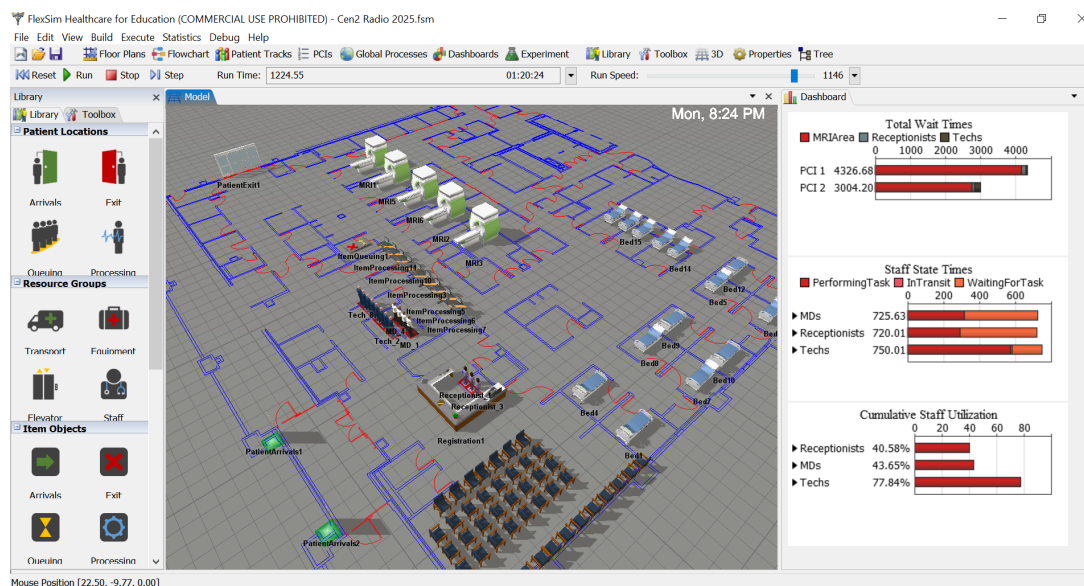 FlexSim Healthcare for Education (COMMERCIAL USE PROHIBITED) - Cen2 Radio 2025.fsm
File Edit View Build Execute Statistics Debug Help
Floor Plans Flowchart Patient Tracks PCIs Global Processes Dashboards Experiment Library Toolbox 3D Properties Tree
Reset Run Stop Step Run Time: 1224.55 01:20:24 Run Speed: 1146
Library
Library Toolbox
Patient Locations
Arrivals Exit
Queuing Processing
Resource Groups
Transport Equipment
Elevator Staff
Item Objects
Arrivals Exit
Queuing Processing
Model
Mon, 8:24 PM
PatientExit1
MRI1
MRI5
MRI6
MRI2
MRI3
Bed15
Bed14
Bed12
Bed5
Bed9
Bed8
Bed10
Bed7
Bed4
Bed1
ItemQueuing1
ItemProcessing11
ItemProcessing10
ItemProcessing3
ItemProcessing5
ItemProcessing6
ItemProcessing7
MD_4
Tech_2
MD_1
Receptionist_1
Receptionist_3
Registration1
PatientArrivals1
PatientArrivals2
Dashboard
Total Wait Times
MRIArea Receptionists Techs
0 1000 2000 3000 4000
PCI 1 4326.68
PCI 2 3004.20
Staff State Times
PerformingTask InTransit WaitingForTask
0 200 400 600
MDs 725.63
Receptionists 720.01
Techs 750.01
Cumulative Staff Utilization
0 20 40 60 80
Receptionists 40.58%
MDs 43.65%
Techs 77.84%
Mouse Position [22.50, -9.77, 0.00]